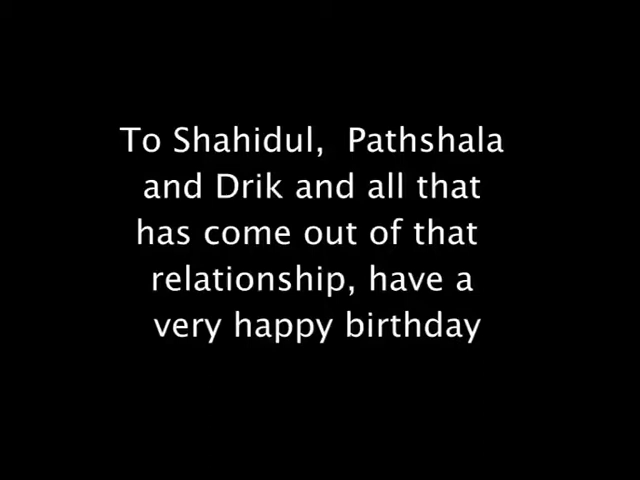 To Shahidul,  Pathshala
and Drik and all that
has come out of that
relationship, have a
very happy birthday